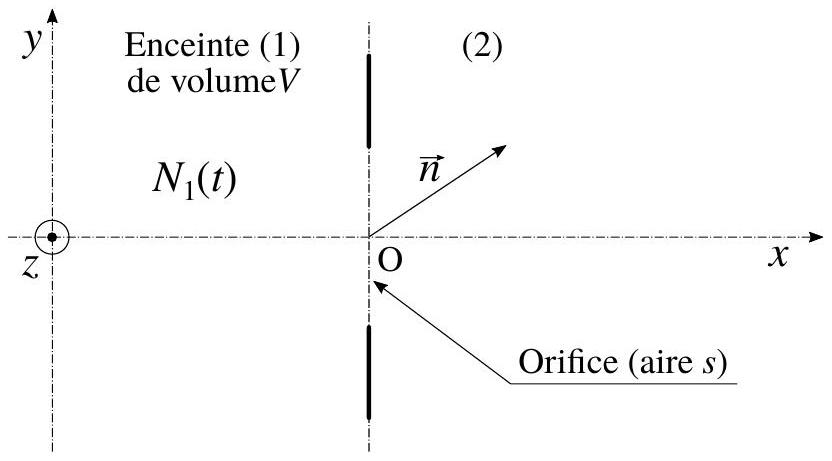 y
Enceinte (1)
de volumeV
(2)
N₁(t)
n⃗
z
O
x
Orifice (aire s)